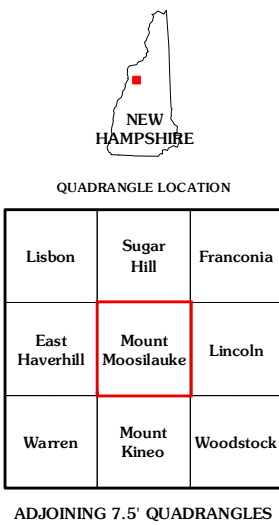 NEW
HAMPSHIRE
QUADRANGLE LOCATION
Lisbon
Sugar
Hill
Franconia
East
Haverhill
Mount
Moosilauke
Lincoln
Warren
Mount
Kineo
Woodstock
ADJOINING 7.5' QUADRANGLES